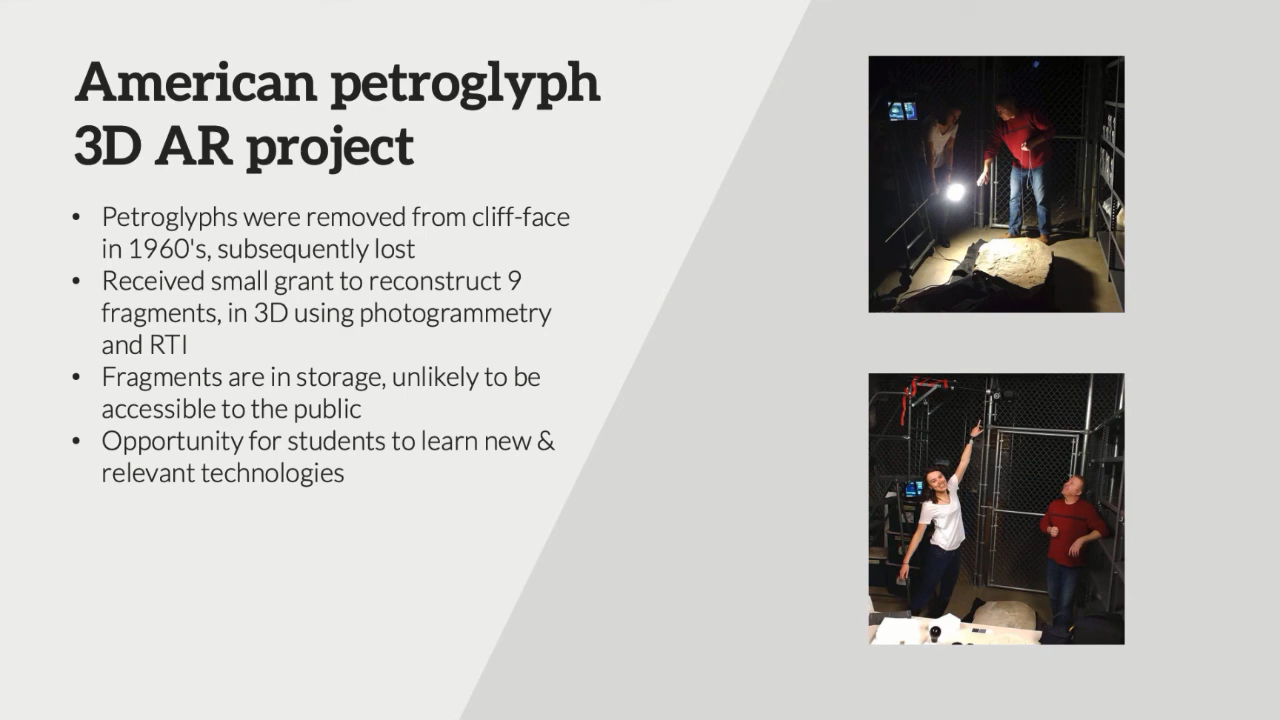 American petroglyph
3D AR project
• Petroglyphs were removed from cliff-face
in 1960's, subsequently lost
• Received small grant to reconstruct 9
fragments, in 3D using photogrammetry
and RTI
• Fragments are in storage, unlikely to be
accessible to the public
• Opportunity for students to learn new &
relevant technologies